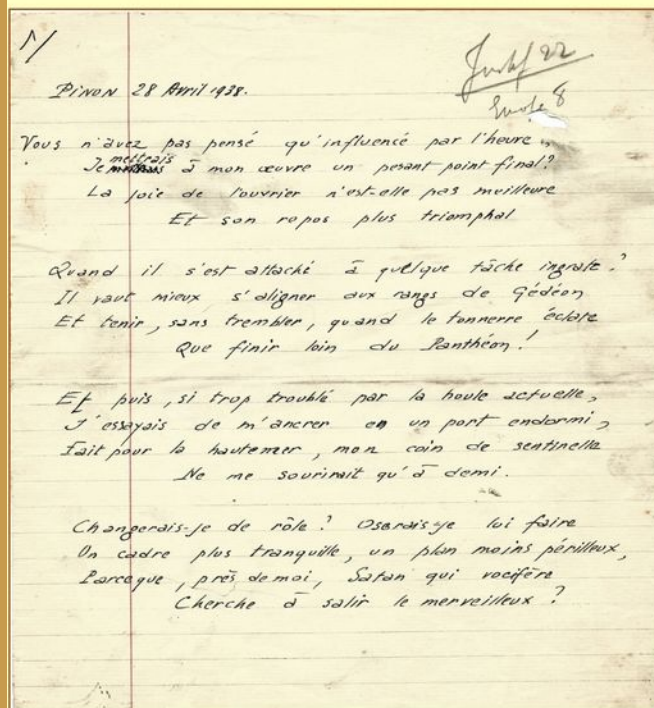 1/
PINON 28 Avril 1938.
Vous n'avez pas pensé qu'influencé par l'heure,
Je mettrais à mon œuvre un pesant point final?
La joie de l'ouvrier n'est-elle pas meilleure
Et son repos plus triomphal
Quand il s'est attaché à quelque tâche ingrate?
Il vaut mieux s'aligner aux rangs de Gédéon
Et tenir, sans trembler, quand le tonnerre éclate
Que finir loin du Panthéon!
Et puis, si trop troublé par la houle actuelle,
J'essayais de m'ancrer en un port endormi,
Fait pour la hautemer, mon coin de sentinelle
Ne me sourirait qu'à demi.
Changerais-je de rôle? Oserais-je lui faire
Un cadre plus tranquille, un plan moins périlleux,
Parceque, près de moi, Satan qui vocifère
Cherche à salir le merveilleux?